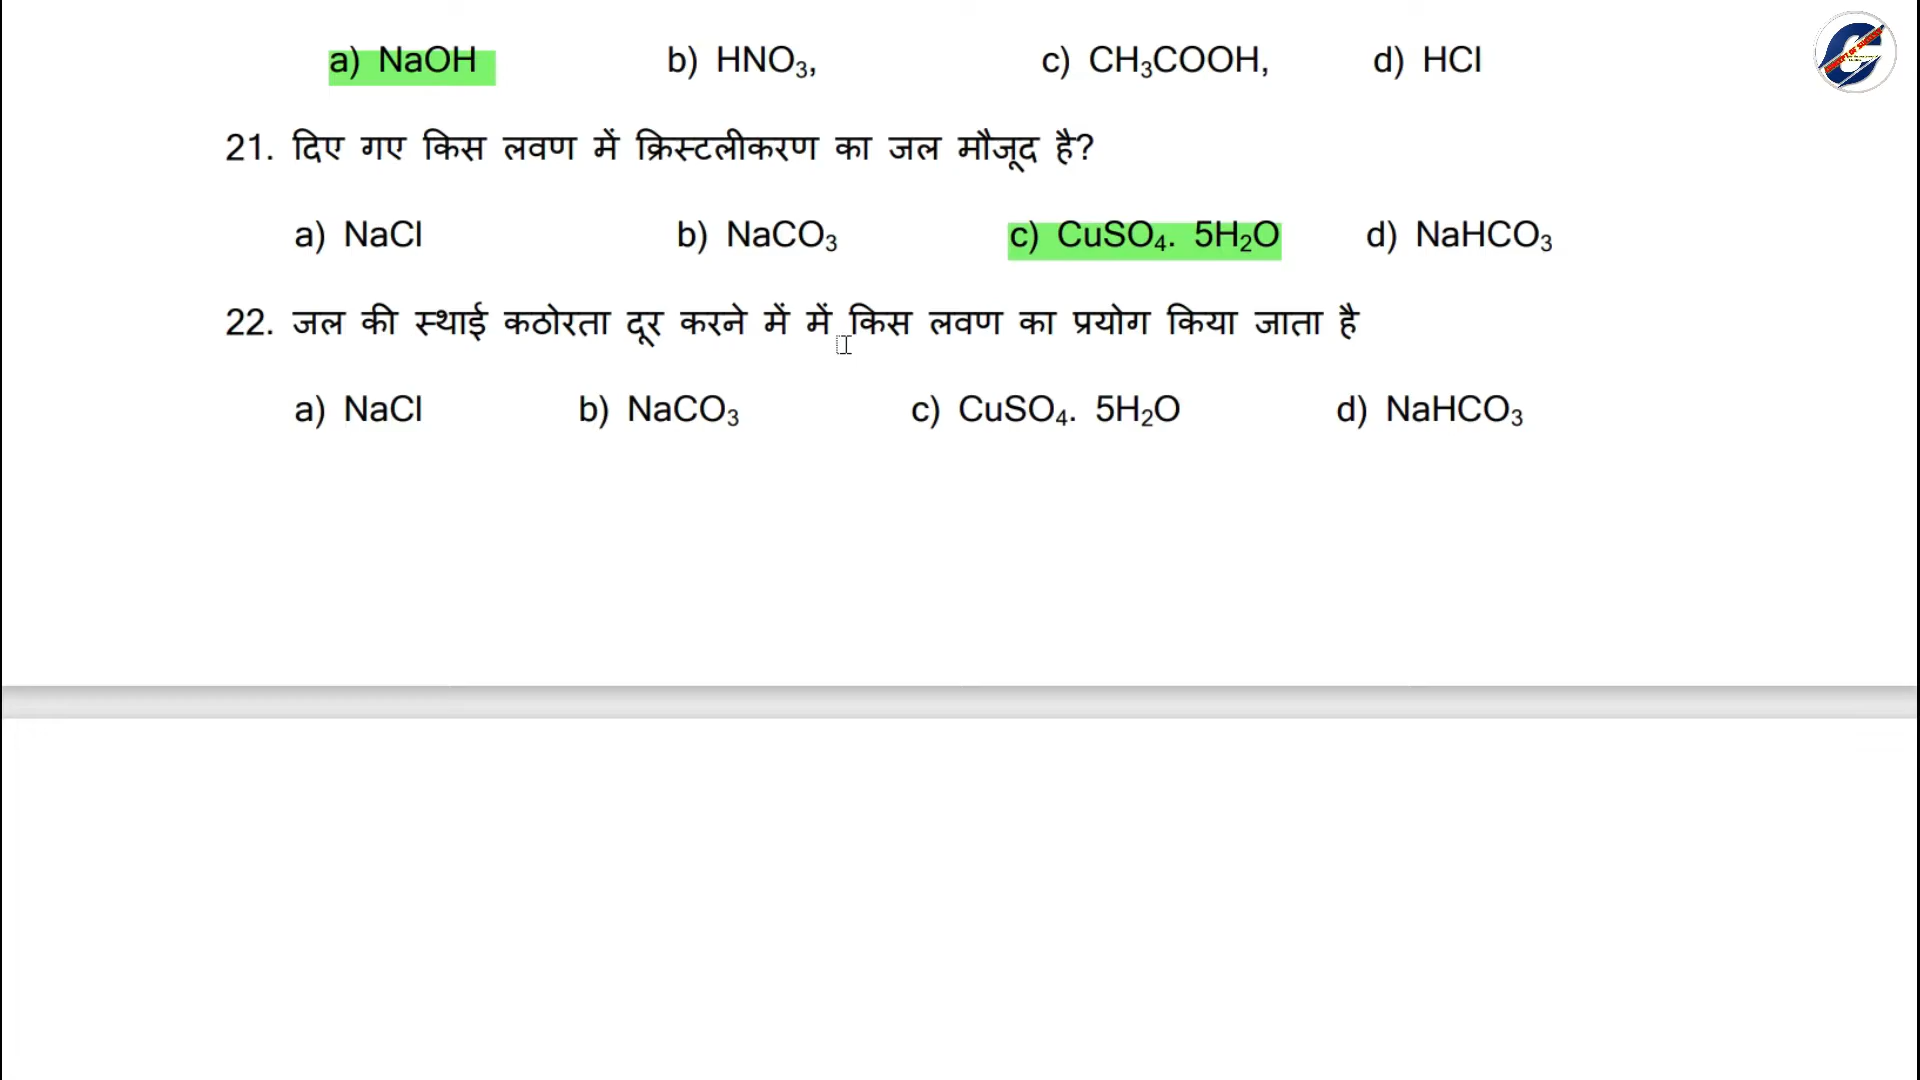 a) NaOH b) HNO₃, c) CH₃COOH, d) HCl
21. दिए गए किस लवण में क्रिस्टलीकरण का जल मौजूद है?
a) NaCl b) NaCO₃ c) CuSO₄. 5H₂O d) NaHCO₃
22. जल की स्थाई कठोरता दूर करने में में किस लवण का प्रयोग किया जाता है
a) NaCl b) NaCO₃ c) CuSO₄. 5H₂O d) NaHCO₃